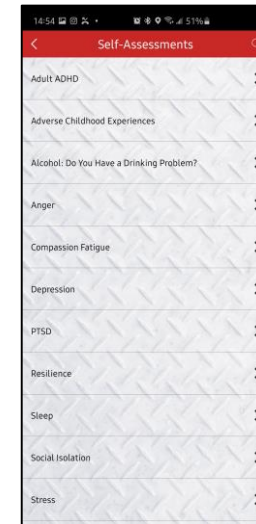 14:54 51%
Self-Assessments
Adult ADHD
Adverse Childhood Experiences
Alcohol: Do You Have a Drinking Problem?
Anger
Compassion Fatigue
Depression
PTSD
Resilience
Sleep
Social Isolation
Stress